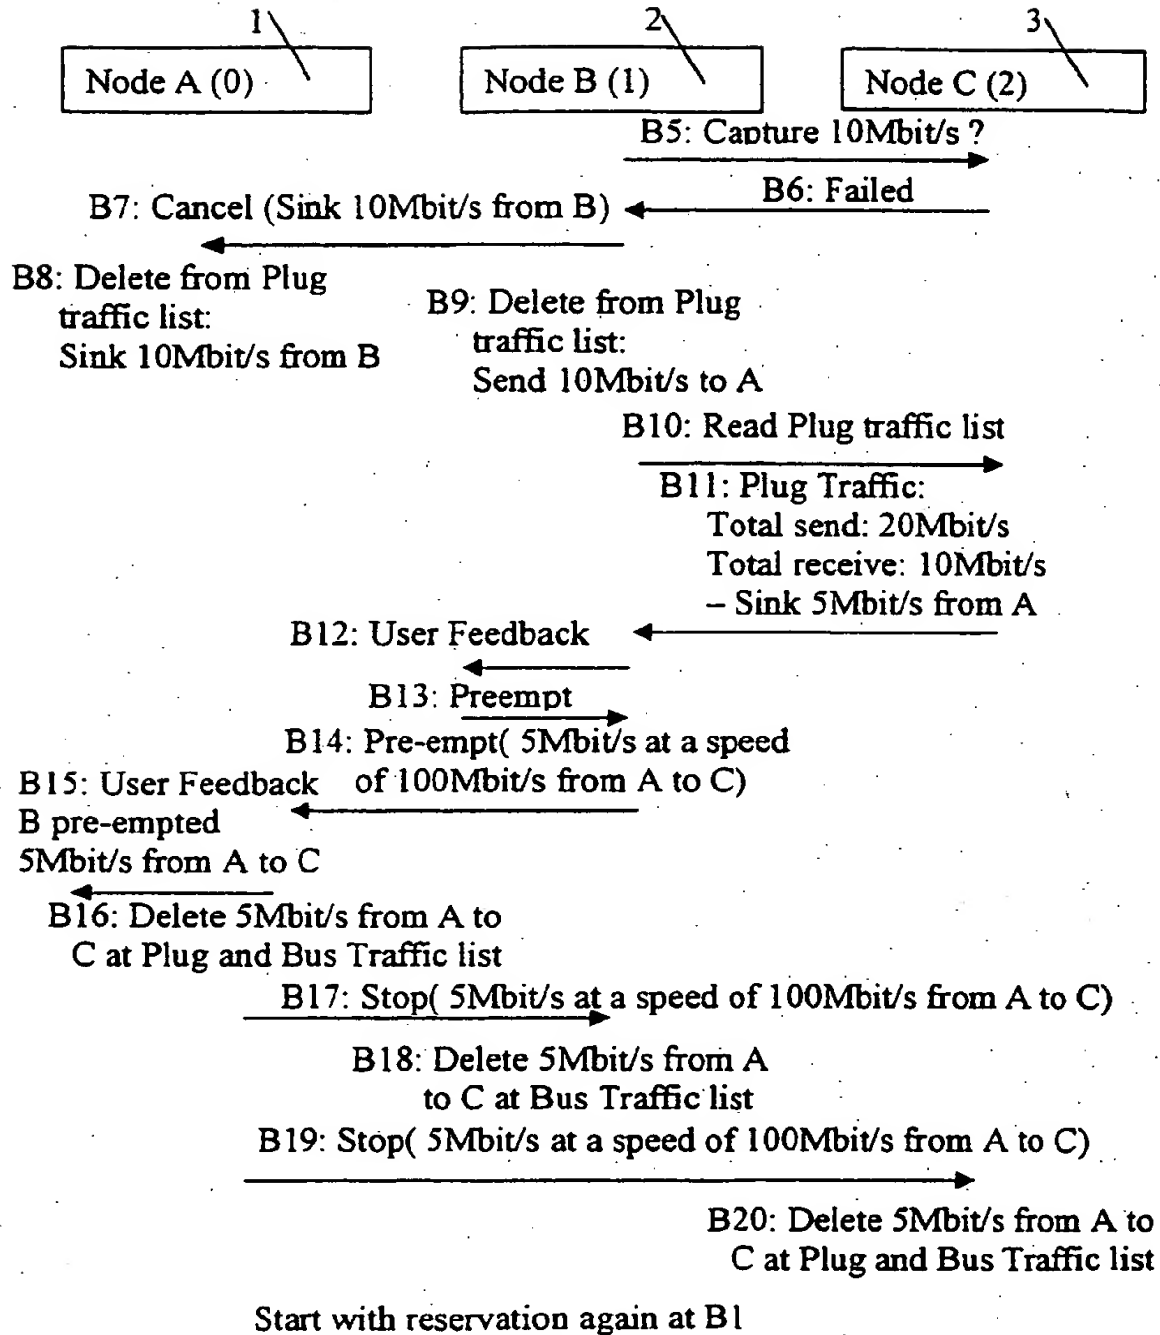 1
2
3
Node A (0)
Node B (1)
Node C (2)
B5: Capture 10Mbit/s ?
B6: Failed
B7: Cancel (Sink 10Mbit/s from B)
B8: Delete from Plug
traffic list:
Sink 10Mbit/s from B
B9: Delete from Plug
traffic list:
Send 10Mbit/s to A
B10: Read Plug traffic list
B11: Plug Traffic:
Total send: 20Mbit/s
Total receive: 10Mbit/s
– Sink 5Mbit/s from A
B12: User Feedback
B13: Preempt
B14: Pre-empt( 5Mbit/s at a speed
of 100Mbit/s from A to C)
B15: User Feedback
B pre-empted
5Mbit/s from A to C
B16: Delete 5Mbit/s from A to
C at Plug and Bus Traffic list
B17: Stop( 5Mbit/s at a speed of 100Mbit/s from A to C)
B18: Delete 5Mbit/s from A
to C at Bus Traffic list
B19: Stop( 5Mbit/s at a speed of 100Mbit/s from A to C)
B20: Delete 5Mbit/s from A to
C at Plug and Bus Traffic list
Start with reservation again at B1